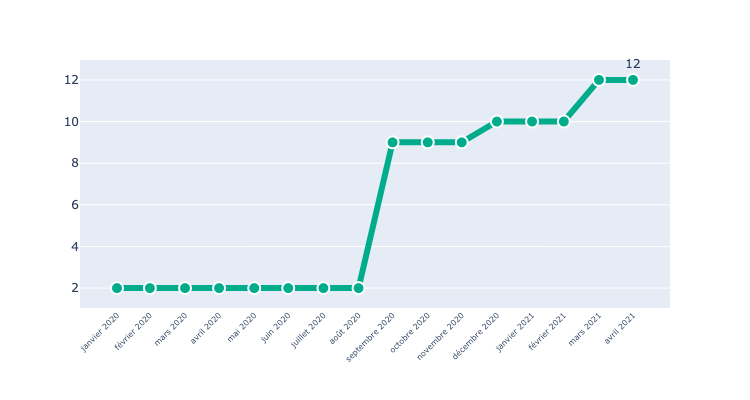 12
12
10
8
6
4
2
janvier 2020
février 2020
mars 2020
avril 2020
mai 2020
juin 2020
juillet 2020
août 2020
septembre 2020
octobre 2020
novembre 2020
décembre 2020
janvier 2021
février 2021
mars 2021
avril 2021